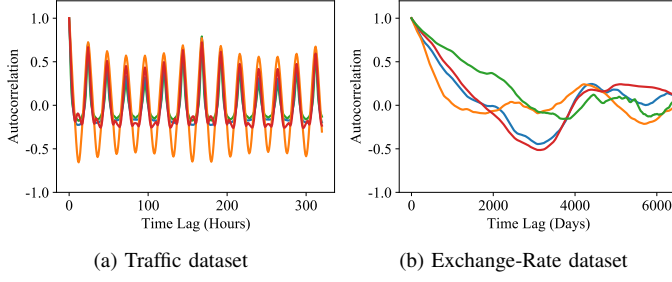 1.0
0.5
0.0
-0.5
-1.0
Autocorrelation
0 100 200 300
Time Lag (Hours)
(a) Traffic dataset
1.0
0.5
0.0
-0.5
-1.0
Autocorrelation
0 2000 4000 6000
Time Lag (Days)
(b) Exchange-Rate dataset